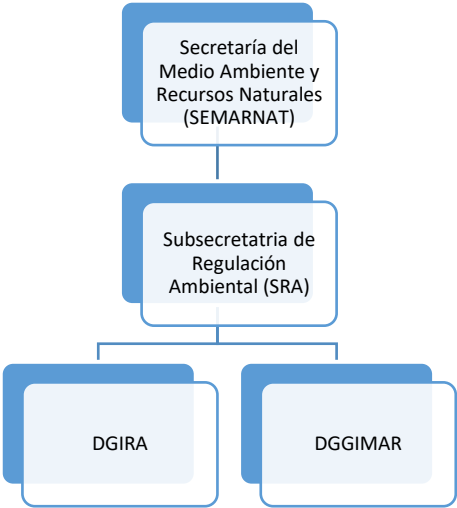 Secretaría del
Medio Ambiente y
Recursos Naturales
(SEMARNAT)
Subsecretatria de
Regulación
Ambiental (SRA)
DGIRA
DGGIMAR